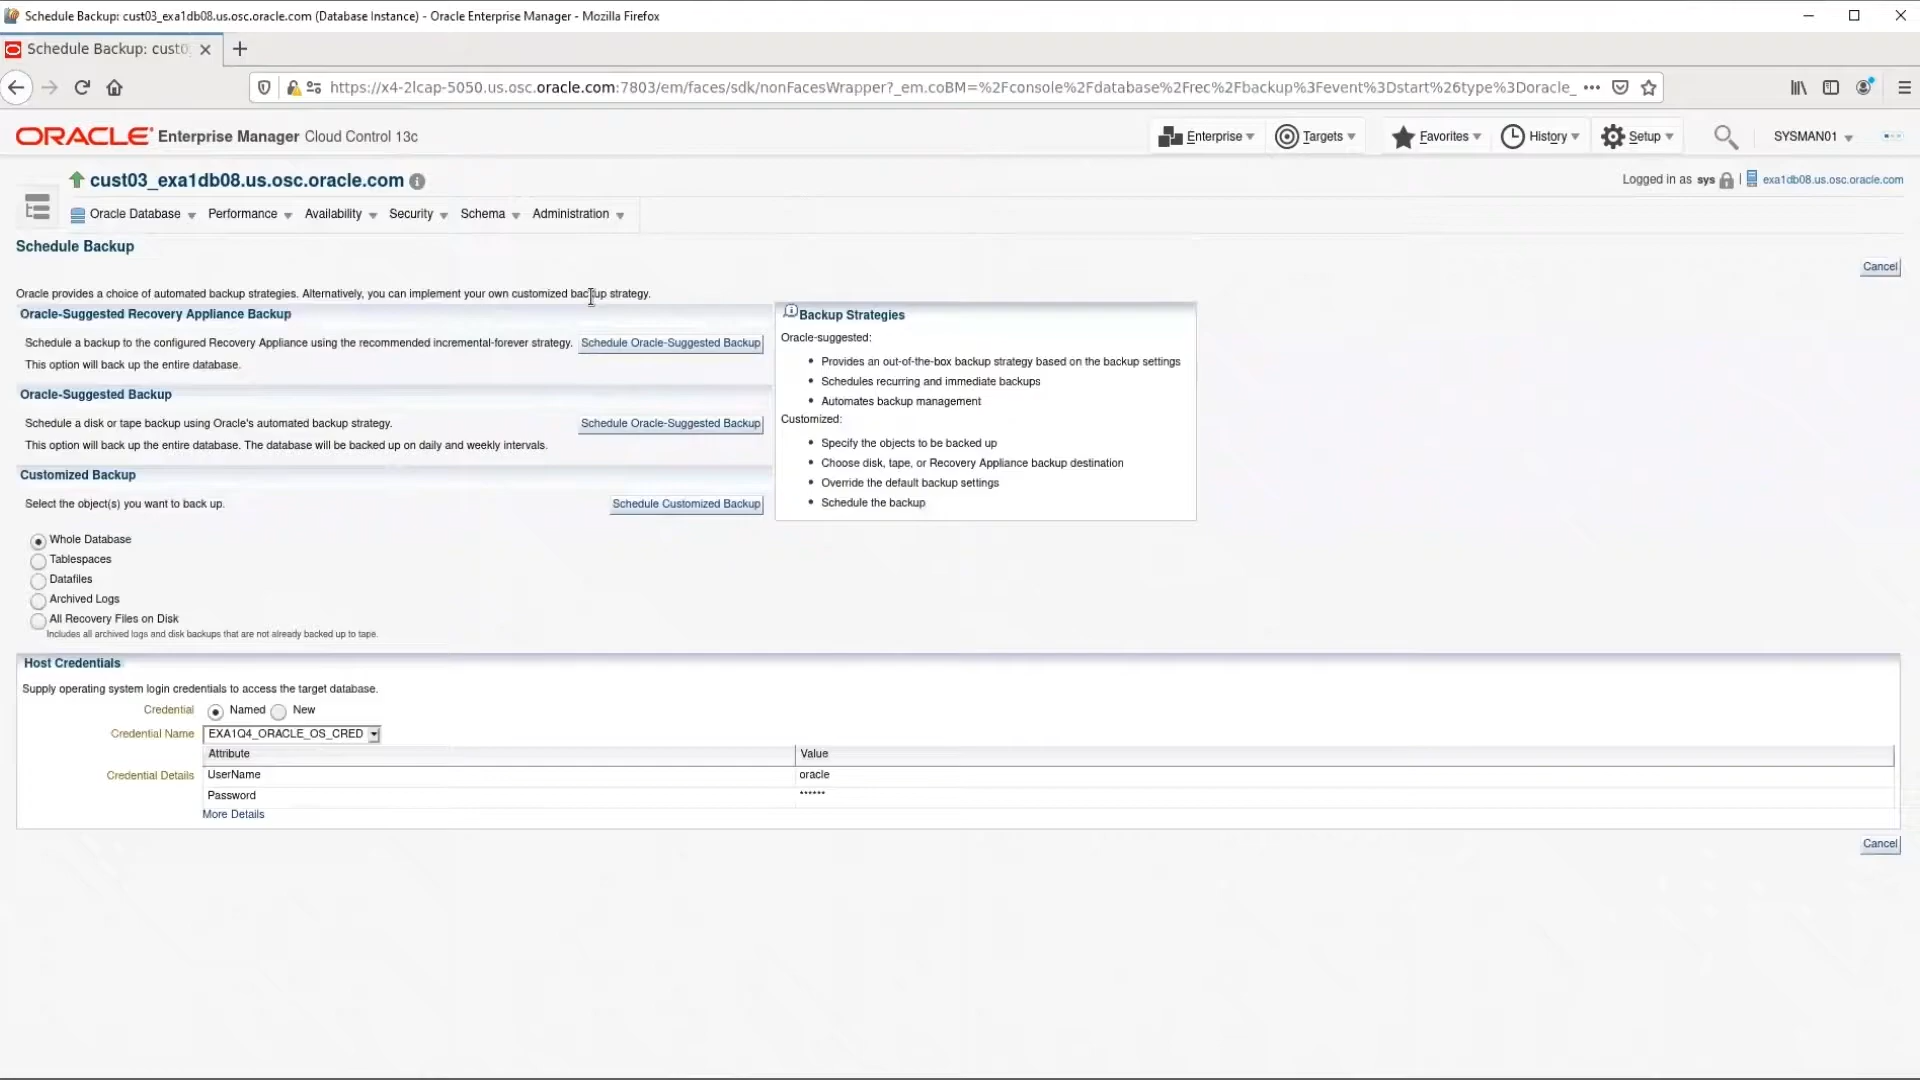 Schedule Backup: cust03_exa1db08.us.osc.oracle.com (Database Instance) - Oracle Enterprise Manager - Mozilla Firefox
Schedule Backup: cust0
https://x4-2lcap-5050.us.osc.oracle.com:7803/em/faces/sdk/nonFacesWrapper?_em.coBM=%2Fconsole%2Fdatabase%2Frec%2Fbackup%3Fevent%3Dstart%26type%3Doracle_
ORACLE Enterprise Manager Cloud Control 13c
Enterprise Targets Favorites History Setup SYSMAN01
cust03_exa1db08.us.osc.oracle.com
Logged in as sys | exa1db08.us.osc.oracle.com
Oracle Database Performance Availability Security Schema Administration
Schedule Backup
Cancel
Oracle provides a choice of automated backup strategies. Alternatively, you can implement your own customized backup strategy.
Oracle-Suggested Recovery Appliance Backup
Schedule a backup to the configured Recovery Appliance using the recommended incremental-forever strategy.
Schedule Oracle-Suggested Backup
This option will back up the entire database.
Oracle-Suggested Backup
Schedule a disk or tape backup using Oracle's automated backup strategy.
Schedule Oracle-Suggested Backup
This option will back up the entire database. The database will be backed up on daily and weekly intervals.
Customized Backup
Select the object(s) you want to back up.
Schedule Customized Backup
Whole Database
Tablespaces
Datafiles
Archived Logs
All Recovery Files on Disk
Includes all archived logs and disk backups that are not already backed up to tape.
Backup Strategies
Oracle-suggested:
• Provides an out-of-the-box backup strategy based on the backup settings
• Schedules recurring and immediate backups
• Automates backup management
Customized:
• Specify the objects to be backed up
• Choose disk, tape, or Recovery Appliance backup destination
• Override the default backup settings
• Schedule the backup
Host Credentials
Supply operating system login credentials to access the target database.
Credential Named New
Credential Name EXA1Q4_ORACLE_OS_CRED
Attribute Value
Credential Details UserName oracle
Password ******
More Details
Cancel